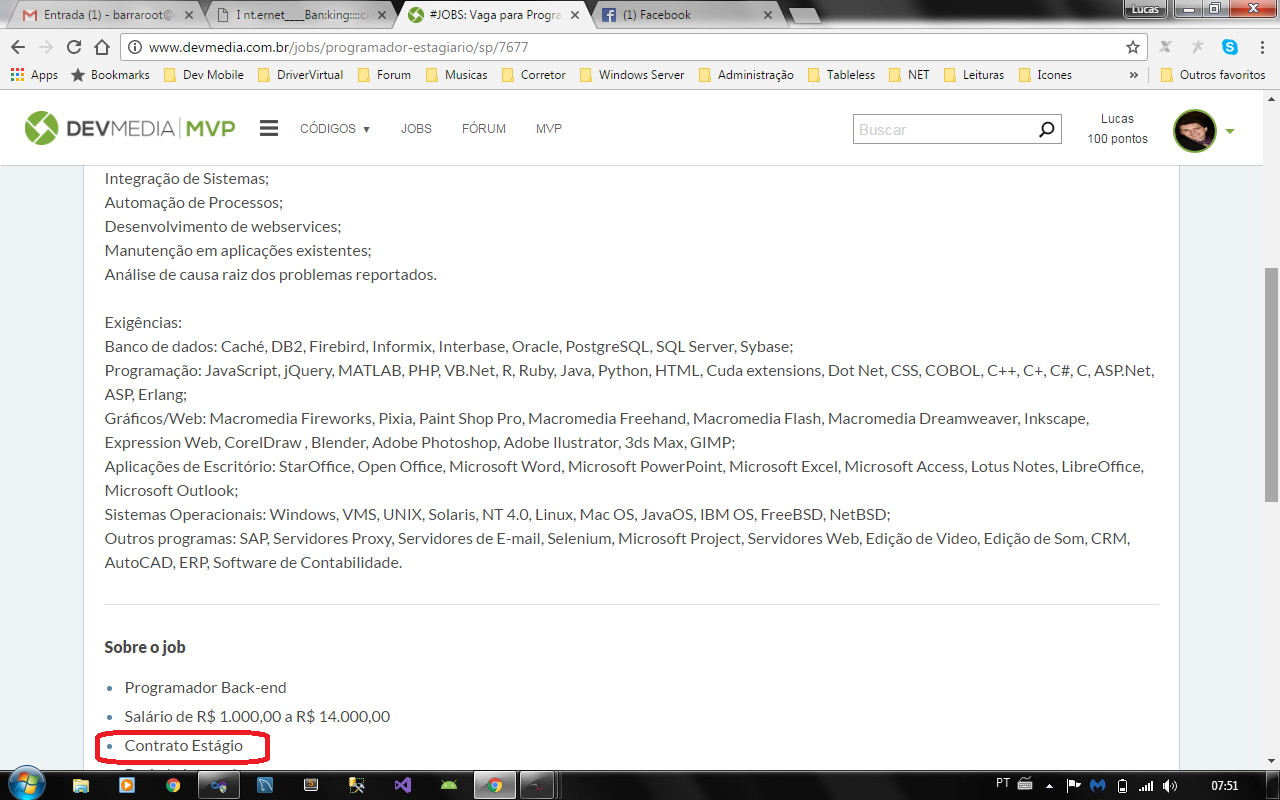 Entrada (1) - barraroot@
I nt.ernet____Ban:king::::c/
#JOBS: Vaga para Progra
(1) Facebook
Lucas
www.devmedia.com.br/jobs/programador-estagiario/sp/7677
Apps
Bookmarks
Dev Mobile
DriverVirtual
Forum
Musicas
Corretor
Windows Server
Administração
Tableless
NET
Leituras
Icones
»
Outros favoritos
DEVMEDIA|MVP
CÓDIGOS
JOBS
FÓRUM
MVP
Buscar
Lucas
100 pontos
Integração de Sistemas;
Automação de Processos;
Desenvolvimento de webservices;
Manutenção em aplicações existentes;
Análise de causa raiz dos problemas reportados.
Exigências:
Banco de dados: Caché, DB2, Firebird, Informix, Interbase, Oracle, PostgreSQL, SQL Server, Sybase;
Programação: JavaScript, jQuery, MATLAB, PHP, VB.Net, R, Ruby, Java, Python, HTML, Cuda extensions, Dot Net, CSS, COBOL, C++, C+, C#, C, ASP.Net,
ASP, Erlang;
Gráficos/Web: Macromedia Fireworks, Pixia, Paint Shop Pro, Macromedia Freehand, Macromedia Flash, Macromedia Dreamweaver, Inkscape,
Expression Web, CorelDraw , Blender, Adobe Photoshop, Adobe Ilustrator, 3ds Max, GIMP;
Aplicações de Escritório: StarOffice, Open Office, Microsoft Word, Microsoft PowerPoint, Microsoft Excel, Microsoft Access, Lotus Notes, LibreOffice,
Microsoft Outlook;
Sistemas Operacionais: Windows, VMS, UNIX, Solaris, NT 4.0, Linux, Mac OS, JavaOS, IBM OS, FreeBSD, NetBSD;
Outros programas: SAP, Servidores Proxy, Servidores de E-mail, Selenium, Microsoft Project, Servidores Web, Edição de Video, Edição de Som, CRM,
AutoCAD, ERP, Software de Contabilidade.
Sobre o job
Programador Back-end
Salário de R$ 1.000,00 a R$ 14.000,00
Contrato Estágio
PT
07:51